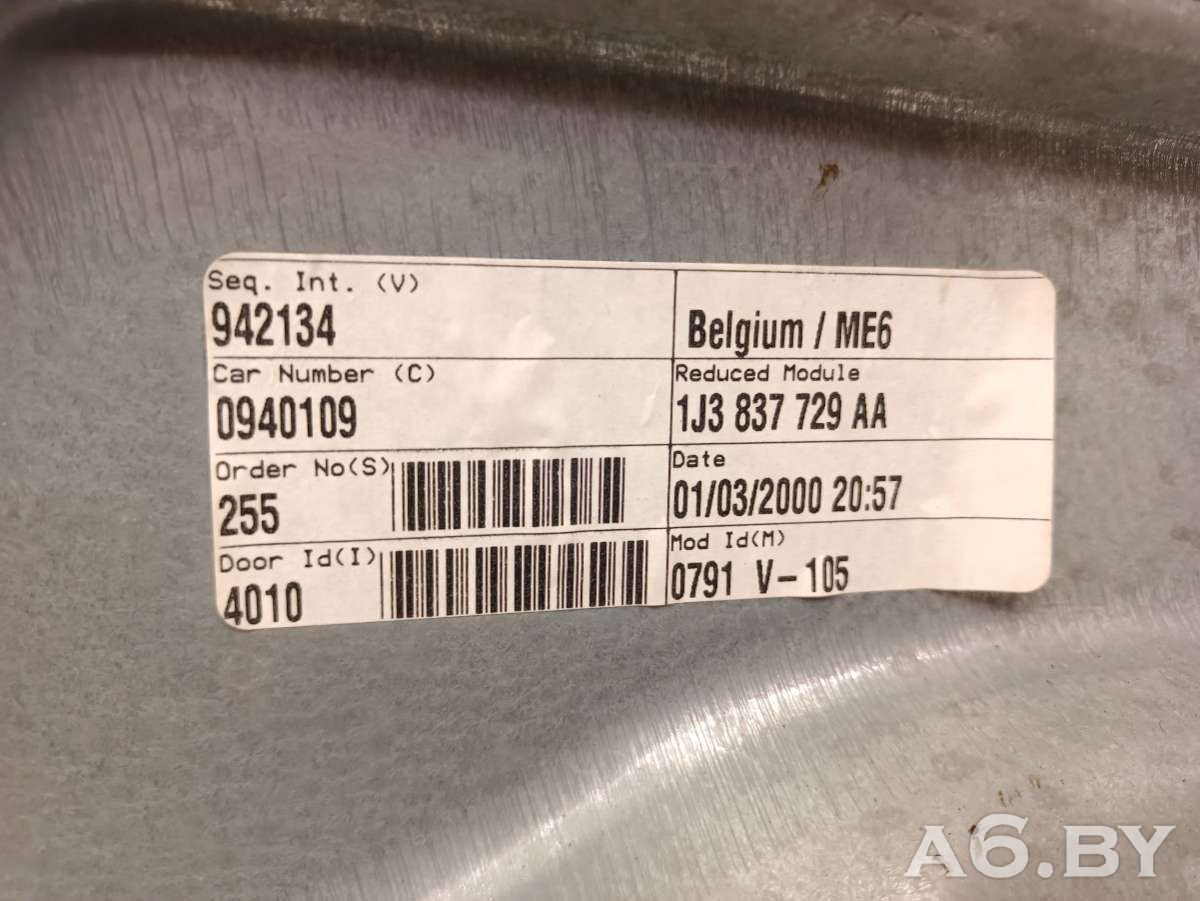 Seq. Int. (V)
942134
Belgium / ME6
Car Number (C)
0940109
Reduced Module
1J3 837 729 AA
Order No(S)
255
Date
01/03/2000 20:57
Door Id(I)
4010
Mod Id(M)
0791 V-105
A6.BY